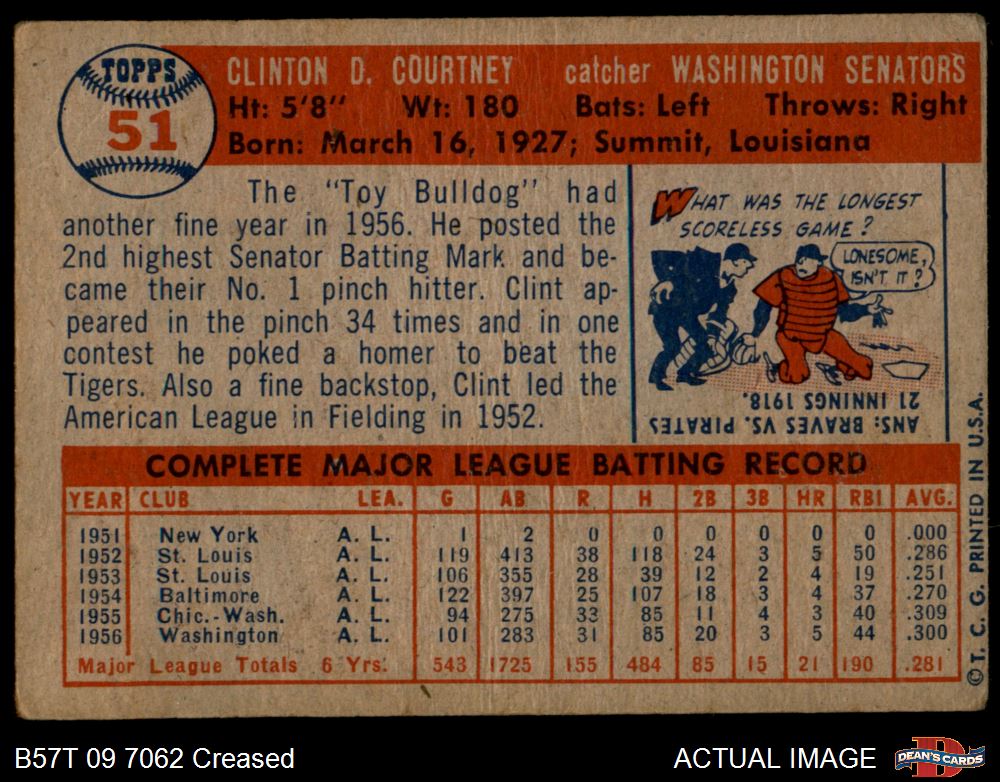 TOPPS
51
CLINTON D. COURTNEY catcher WASHINGTON SENATORS
Ht: 5'8" Wt: 180 Bats: Left Throws: Right
Born: March 16, 1927; Summit, Louisiana
The "Toy Bulldog" had
another fine year in 1956. He posted the
2nd highest Senator Batting Mark and be-
came their No. 1 pinch hitter. Clint ap-
peared in the pinch 34 times and in one
contest he poked a homer to beat the
Tigers. Also a fine backstop, Clint led the
American League in Fielding in 1952.
WHAT WAS THE LONGEST
SCORELESS GAME?
LONESOME,
ISN'T IT?
ANS: BRAVES VS. PIRATES
21 INNINGS 1918.
COMPLETE MAJOR LEAGUE BATTING RECORD
YEAR CLUB LEA. G AB R H 2B 3B HR RBI AVG.
1951 New York A. L. 1 2 0 0 0 0 0 0 .000
1952 St. Louis A. L. 119 413 38 118 24 3 5 50 .286
1953 St. Louis A. L. 106 355 28 39 12 2 4 19 .251
1954 Baltimore A. L. 122 397 25 107 18 3 4 37 .270
1955 Chic.-Wash. A. L. 94 275 33 85 11 4 3 40 .309
1956 Washington A. L. 101 283 31 85 20 3 5 44 .300
Major League Totals 6 Yrs. 543 1725 155 484 85 15 21 190 .281
©T. C. G. PRINTED IN U.S.A.
B57T 09 7062 Creased
ACTUAL IMAGE
DEAN'S CARDS